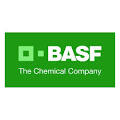 BASF
The Chemical Company